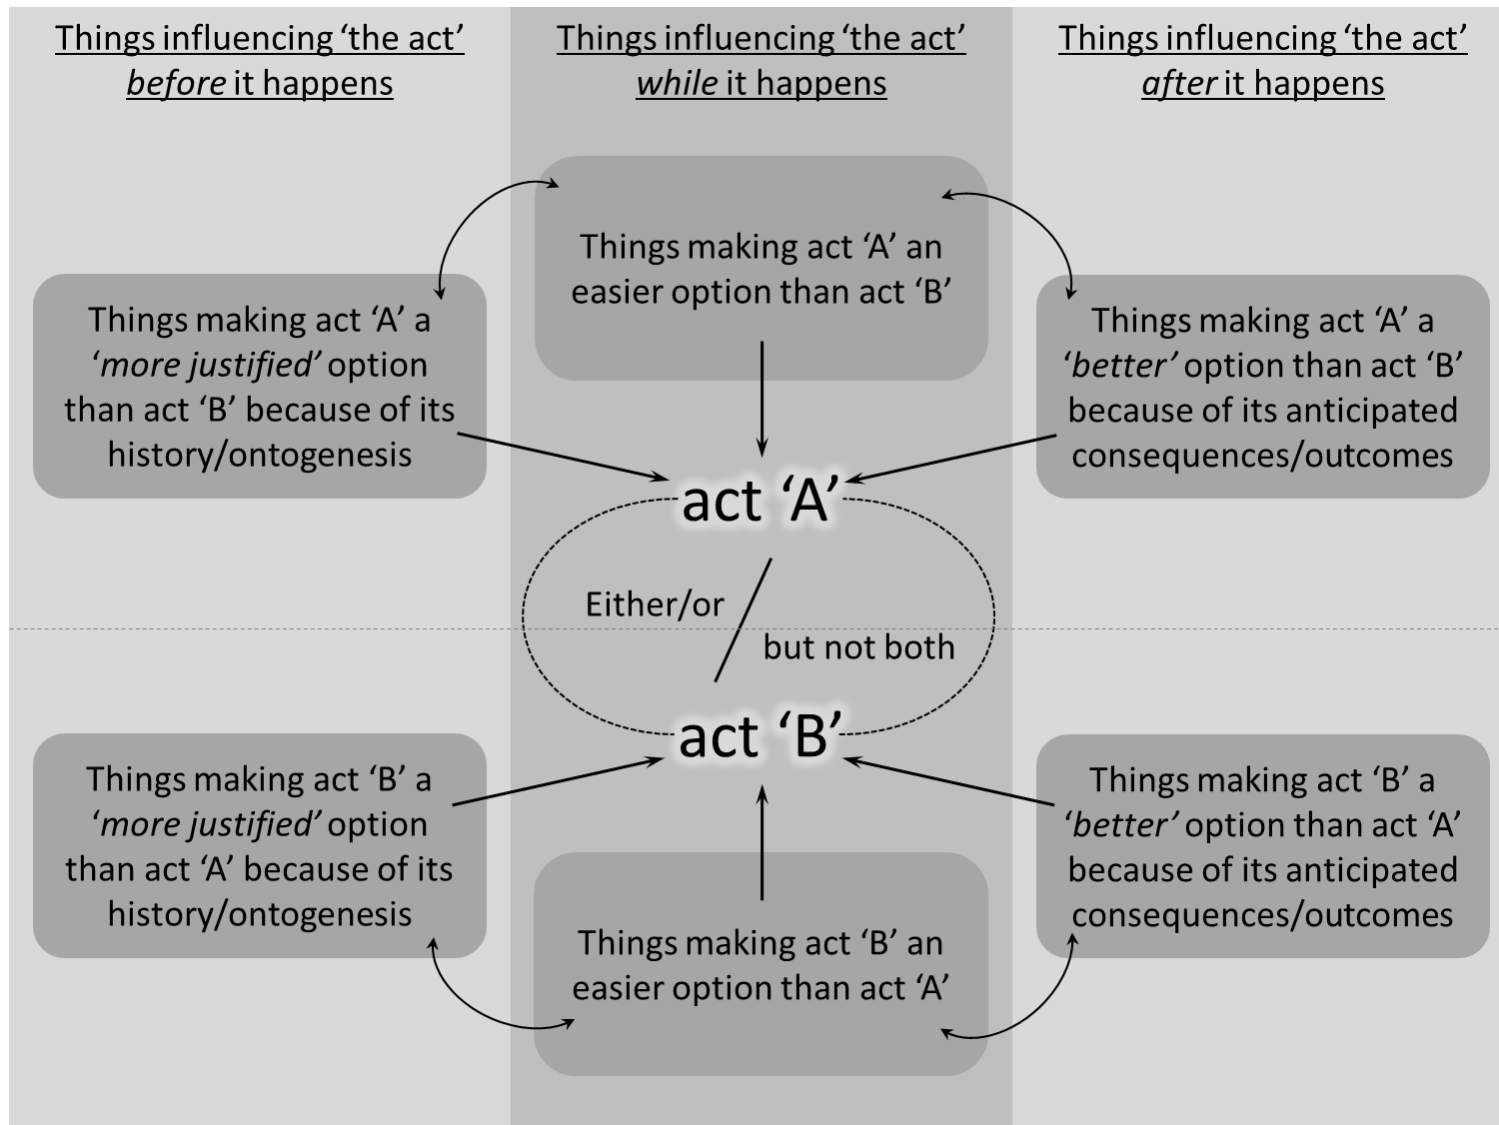 Things influencing ‘the act’
before it happens
Things influencing ‘the act’
while it happens
Things influencing ‘the act’
after it happens
Things making act ‘A’ a
‘more justified’ option
than act ‘B’ because of its
history/ontogenesis
Things making act ‘A’ an
easier option than act ‘B’
Things making act ‘A’ a
‘better’ option than act ‘B’
because of its anticipated
consequences/outcomes
act ‘A’
Either/or
but not both
act ‘B’
Things making act ‘B’ a
‘more justified’ option
than act ‘A’ because of its
history/ontogenesis
Things making act ‘B’ an
easier option than act ‘A’
Things making act ‘B’ a
‘better’ option than act ‘A’
because of its anticipated
consequences/outcomes